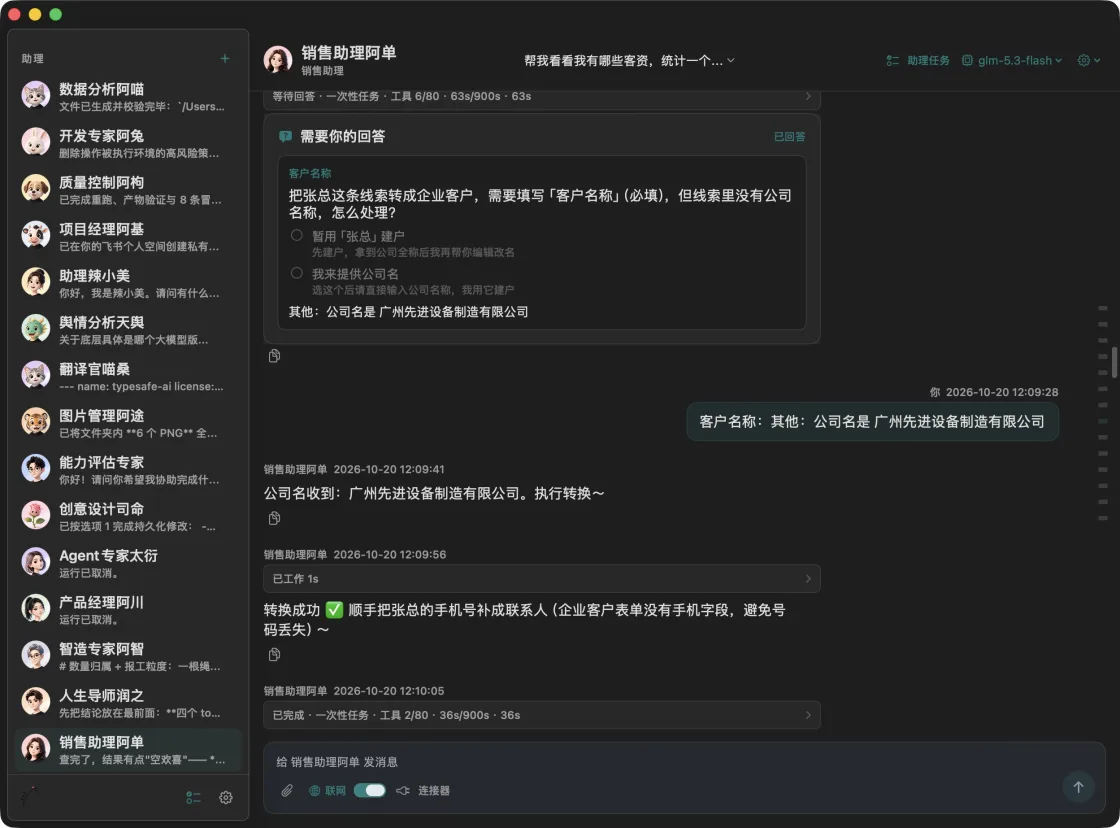 助理
+
数据分析阿喵
文件已生成并校验完毕：`/Users...
开发专家阿兔
删除操作被执行环境的高风险策...
质量控制阿构
已完成重跑、产物验证与 8 条冒...
项目经理阿基
已在你的飞书个人空间创建私有...
助理辣小美
你好，我是辣小美。请问有什么...
舆情分析天舆
关于底层具体是哪个大模型版...
翻译官喵桑
--- name: typesafe-ai license:...
图片管理阿途
已将文件夹内 **6 个 PNG** 全...
能力评估专家
你好！请问你希望我协助完成什...
创意设计司命
已按选项 1 完成持久化修改： -...
Agent 专家太衍
运行已取消。
产品经理阿川
运行已取消。
智造专家阿智
# 数量归属 + 报工粒度：一根绳...
人生导师润之
先把结论放在最前面：**四个 to...
销售助理阿单
查完了，结果有点"空欢喜"—— *...
销售助理阿单
销售助理
帮我看看我有哪些客资，统计一个...
助理任务
glm-5.3-flash
等待回答 · 一次性任务 · 工具 6/80 · 63s/900s · 63s
需要你的回答
已回答
客户名称
把张总这条线索转成企业客户，需要填写「客户名称」（必填），但线索里没有公司
名称，怎么处理？
暂用「张总」建户
先建户，拿到公司全称后我再帮你编辑改名
我来提供公司名
选这个后请直接输入公司名称，我用它建户
其他：公司名是 广州先进设备制造有限公司
你 2026-10-20 12:09:28
客户名称：其他：公司名是 广州先进设备制造有限公司
销售助理阿单 2026-10-20 12:09:41
公司名收到：广州先进设备制造有限公司。执行转换～
销售助理阿单 2026-10-20 12:09:56
已工作 1s
转换成功 ✅ 顺手把张总的手机号补成联系人（企业客户表单没有手机字段，避免号
码丢失）～
销售助理阿单 2026-10-20 12:10:05
已完成 · 一次性任务 · 工具 2/80 · 36s/900s · 36s
给 销售助理阿单 发消息
联网
连接器